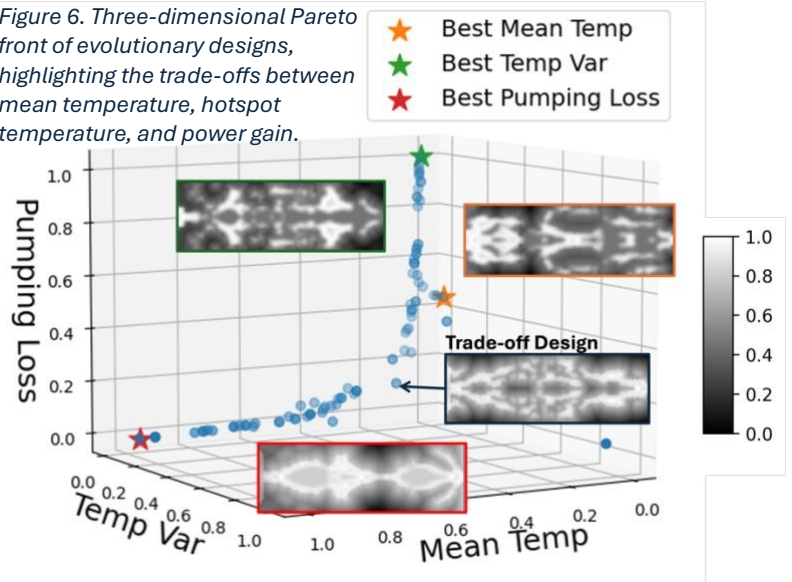 Figure 6. Three-dimensional Pareto
front of evolutionary designs,
highlighting the trade-offs between
mean temperature, hotspot
temperature, and power gain.
Best Mean Temp
Best Temp Var
Best Pumping Loss
Pumping Loss
1.0
0.8
0.6
0.4
0.2
0.0
Trade-off Design
Temp Var
0.0
0.2
0.4
0.6
0.8
1.0
Mean Temp
1.0
0.8
0.6
0.4
0.2
0.0
1.0
0.8
0.6
0.4
0.2
0.0